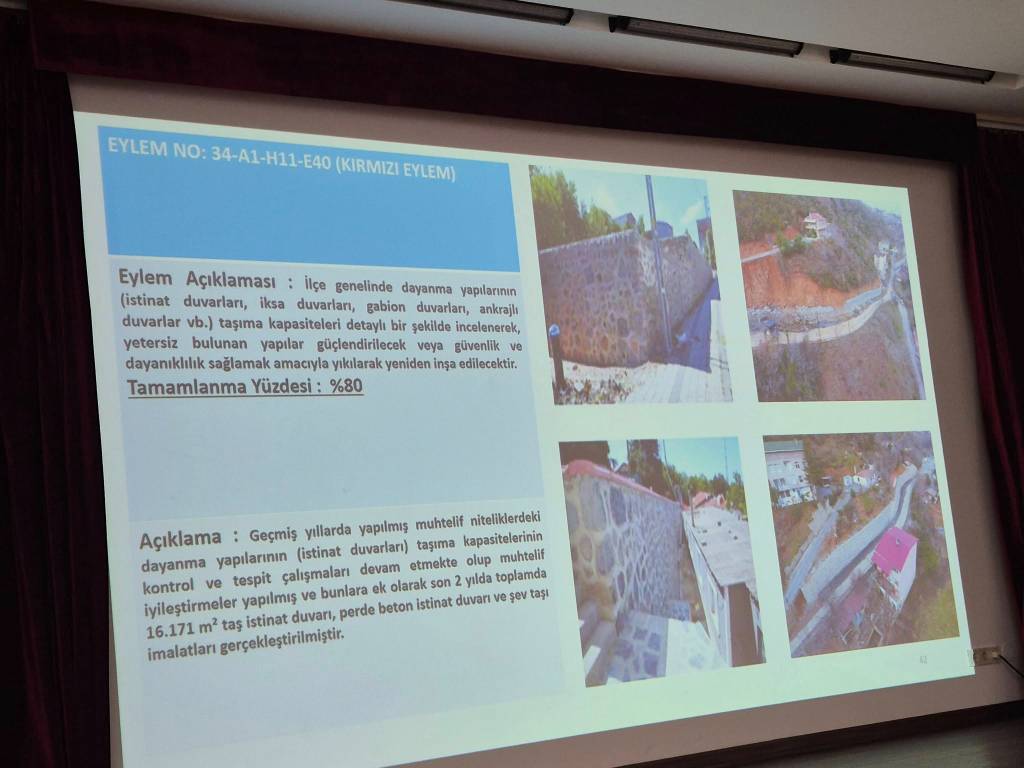 EYLEM NO: 34-A1-H11-E40 (KIRMIZI EYLEM)
Eylem Açıklaması : İlçe genelinde dayanma yapılarının
(istinat duvarları, iksa duvarları, gabion duvarları, ankrajlı
duvarlar vb.) taşıma kapasiteleri detaylı bir şekilde incelenerek,
yetersiz bulunan yapılar güçlendirilecek veya güvenlik ve
dayanıklılık sağlamak amacıyla yıkılarak yeniden inşa edilecektir.
Tamamlanma Yüzdesi : %80
Açıklama : Geçmiş yıllarda yapılmış muhtelif niteliklerdeki
dayanma yapılarının (istinat duvarları) taşıma kapasitelerinin
kontrol ve tespit çalışmaları devam etmekte olup muhtelif
iyileştirmeler yapılmış ve bunlara ek olarak son 2 yılda toplamda
16.171 m² taş istinat duvarı, perde beton istinat duvarı ve şev taşı
imalatları gerçekleştirilmiştir.